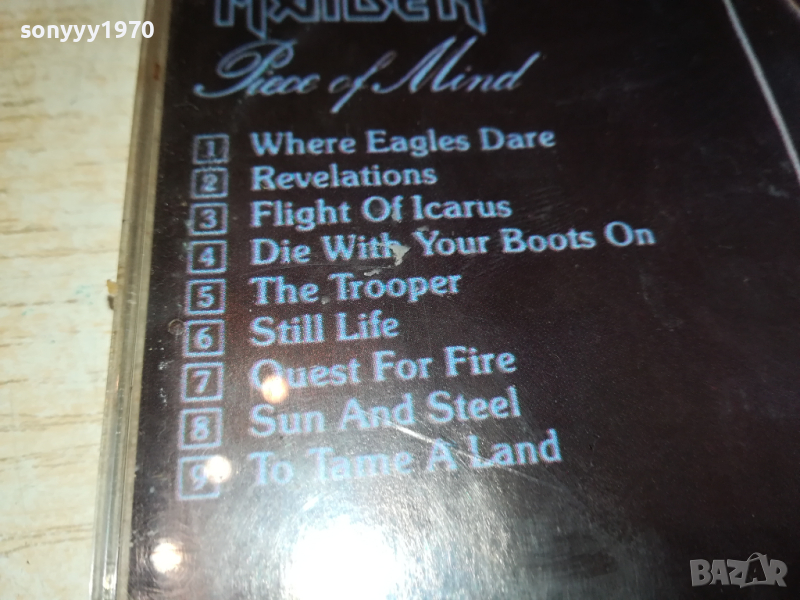 sonyyy1970
MAIDEN
Piece of Mind
1 Where Eagles Dare
2 Revelations
3 Flight Of Icarus
4 Die With Your Boots On
5 The Trooper
6 Still Life
7 Quest For Fire
8 Sun And Steel
9 To Tame A Land
BAZAR